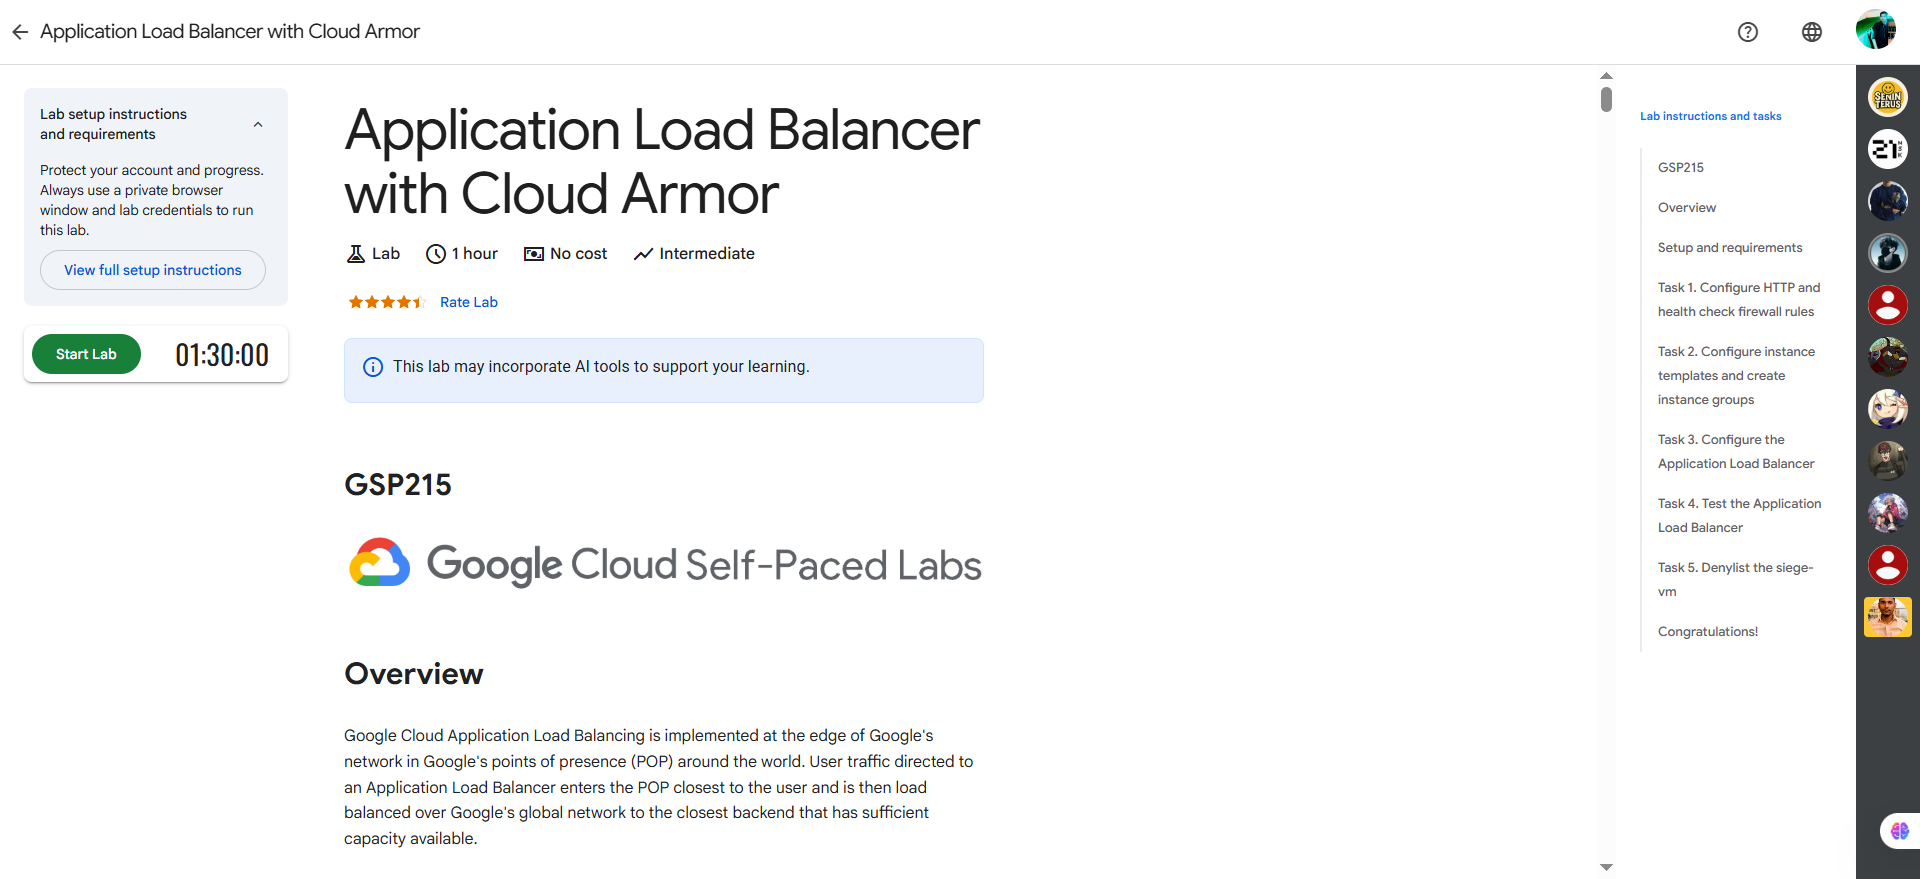 Application Load Balancer with Cloud Armor
Lab setup instructions
and requirements
Protect your account and progress.
Always use a private browser
window and lab credentials to run
this lab.
View full setup instructions
Start Lab
01:30:00
Application Load Balancer
with Cloud Armor
Lab
1 hour
No cost
Intermediate
Rate Lab
This lab may incorporate AI tools to support your learning.
GSP215
Google Cloud Self-Paced Labs
Overview
Google Cloud Application Load Balancing is implemented at the edge of Google's
network in Google's points of presence (POP) around the world. User traffic directed to
an Application Load Balancer enters the POP closest to the user and is then load
balanced over Google's global network to the closest backend that has sufficient
capacity available.
Lab instructions and tasks
GSP215
Overview
Setup and requirements
Task 1. Configure HTTP and
health check firewall rules
Task 2. Configure instance
templates and create
instance groups
Task 3. Configure the
Application Load Balancer
Task 4. Test the Application
Load Balancer
Task 5. Denylist the siege-
vm
Congratulations!
SENIN
TERUS
21